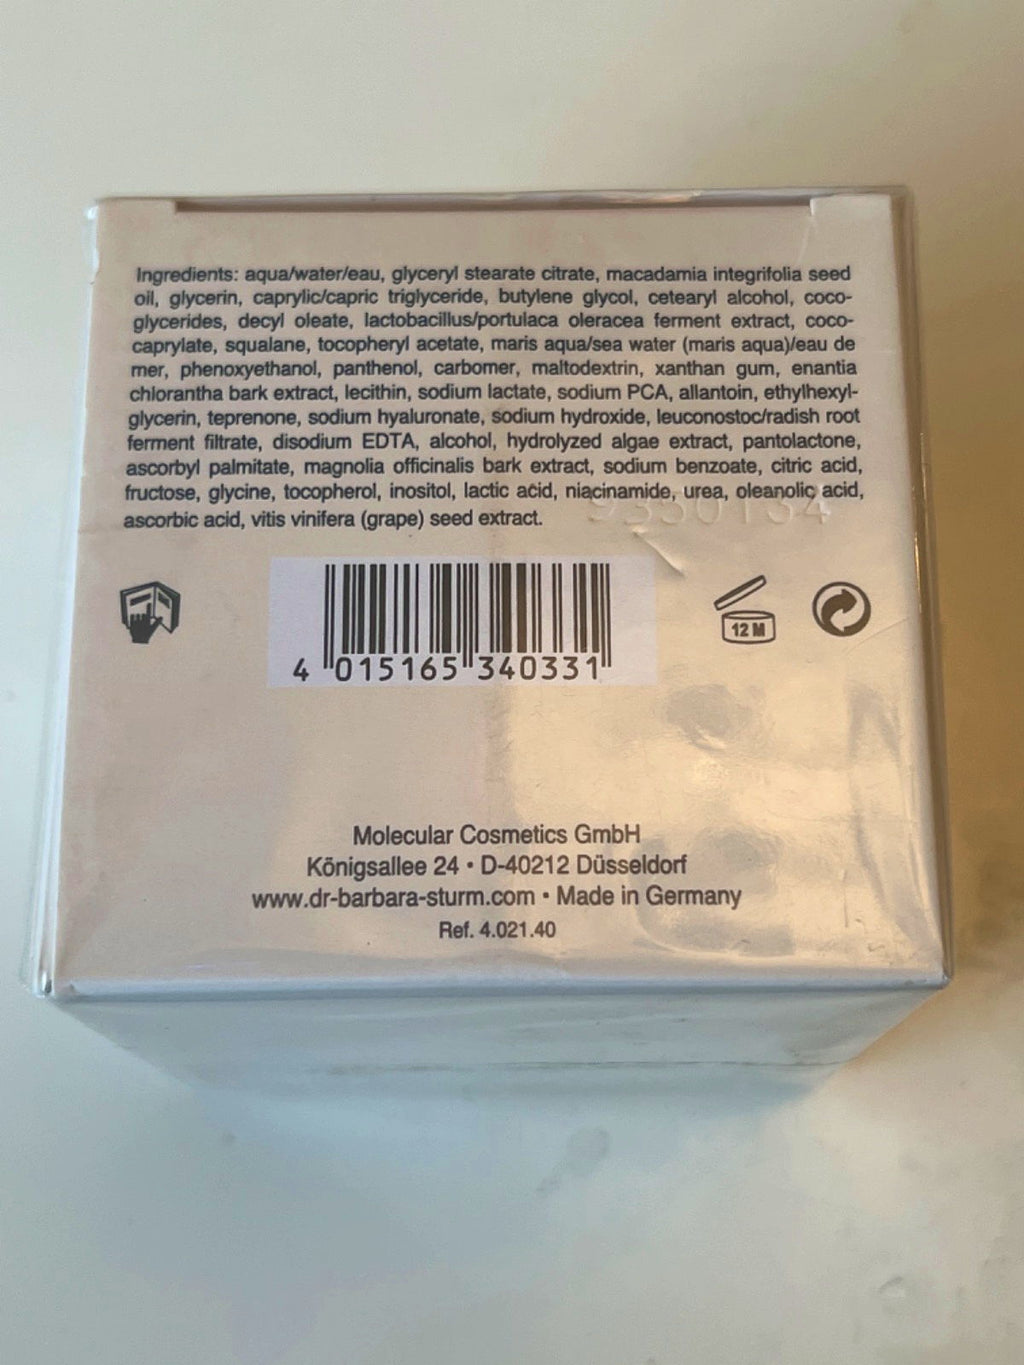 Ingredients: aqua/water/eau, glyceryl stearate citrate, macadamia integrifolia seed
oil, glycerin, caprylic/capric triglyceride, butylene glycol, cetearyl alcohol, coco-
glycerides, decyl oleate, lactobacillus/portulaca oleracea ferment extract, coco-
caprylate, squalane, tocopheryl acetate, maris aqua/sea water (maris aqua)/eau de
mer, phenoxyethanol, panthenol, carbomer, maltodextrin, xanthan gum, enantia
chlorantha bark extract, lecithin, sodium lactate, sodium PCA, allantoin, ethylhexyl-
glycerin, teprenone, sodium hyaluronate, sodium hydroxide, leuconostoc/radish root
ferment filtrate, disodium EDTA, alcohol, hydrolyzed algae extract, pantolactone,
ascorbyl palmitate, magnolia officinalis bark extract, sodium benzoate, citric acid,
fructose, glycine, tocopherol, inositol, lactic acid, niacinamide, urea, oleanolic acid,
ascorbic acid, vitis vinifera (grape) seed extract.
12 M
4 015165 340331
Molecular Cosmetics GmbH
Königsallee 24 • D-40212 Düsseldorf
www.dr-barbara-sturm.com • Made in Germany
Ref. 4.021.40